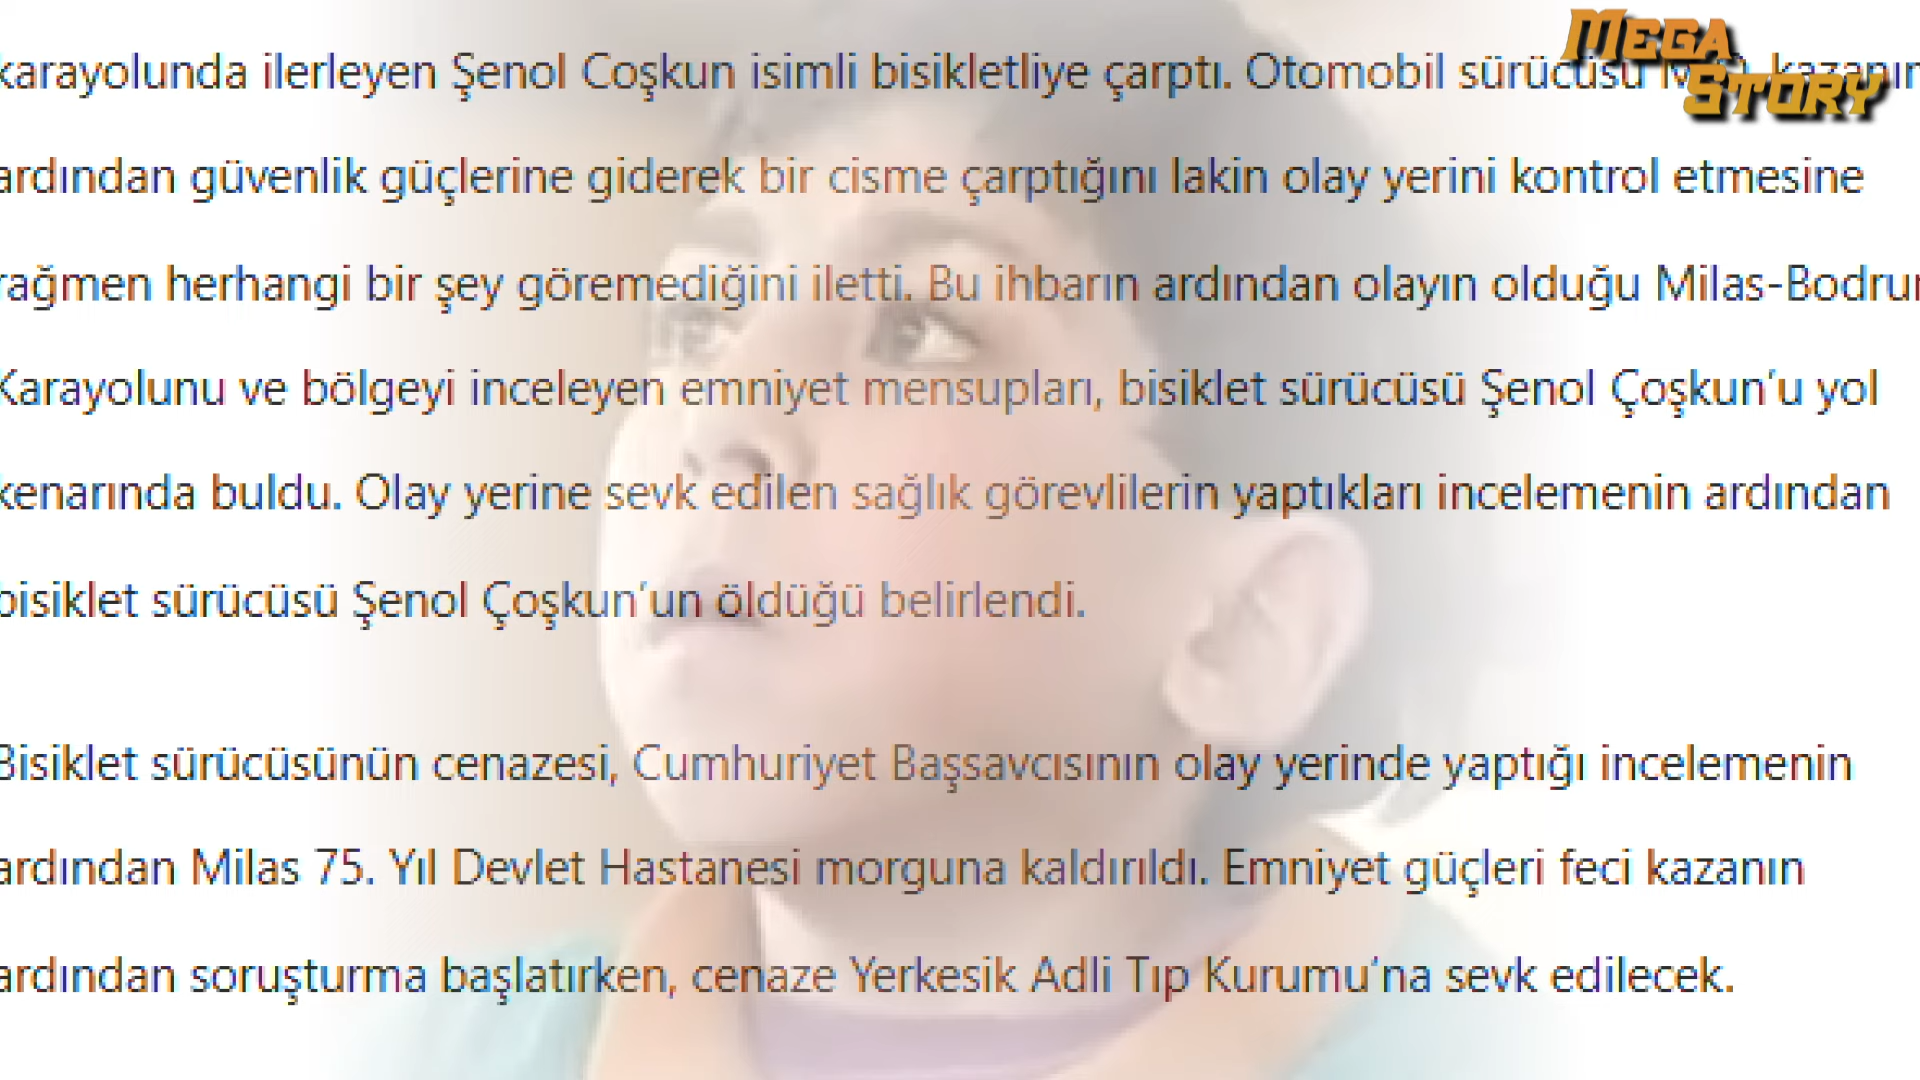 MEGA
STORY
karayolunda ilerleyen Şenol Coşkun isimli bisikletliye çarptı. Otomobil sürücüsü kazanın
ardından güvenlik güçlerine giderek bir cisme çarptığını lakin olay yerini kontrol etmesine
rağmen herhangi bir şey göremediğini iletti. Bu ihbarın ardından olayın olduğu Milas-Bodrum
Karayolunu ve bölgeyi inceleyen emniyet mensupları, bisiklet sürücüsü Şenol Çoşkun’u yol
kenarında buldu. Olay yerine sevk edilen sağlık görevlilerin yaptıkları incelemenin ardından
bisiklet sürücüsü Şenol Çoşkun’un öldüğü belirlendi.
Bisiklet sürücüsünün cenazesi, Cumhuriyet Başsavcısının olay yerinde yaptığı incelemenin
ardından Milas 75. Yıl Devlet Hastanesi morguna kaldırıldı. Emniyet güçleri feci kazanın
ardından soruşturma başlatırken, cenaze Yerkesik Adli Tıp Kurumu’na sevk edilecek.